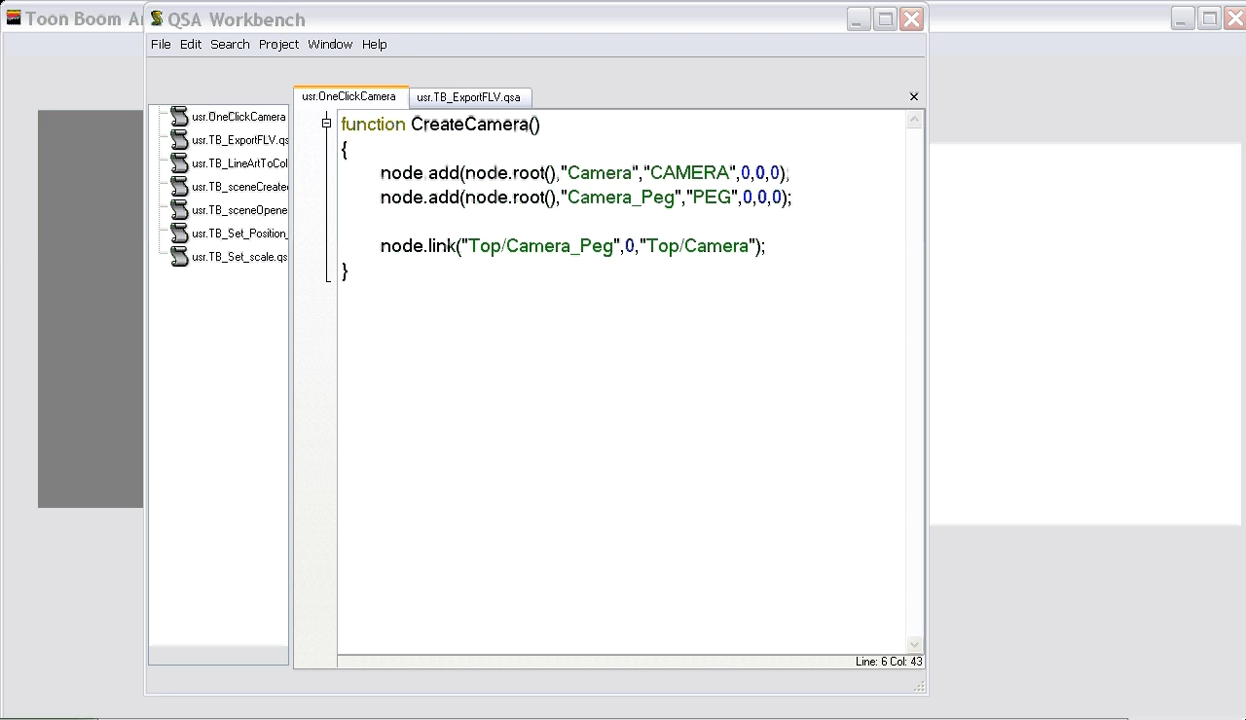 Toon Boom A
QSA Workbench
File Edit Search Project Window Help
usr.OneClickCamera usr.TB_ExportFLV.qsa
usr.OneClickCamera
usr.TB_ExportFLV.qs
usr.TB_LineArtToCol
usr.TB_sceneCreate
usr.TB_sceneOpene
usr.TB_Set_Position_
usr.TB_Set_scale.qs
function CreateCamera()
{
node.add(node.root(),"Camera","CAMERA",0,0,0);
node.add(node.root(),"Camera_Peg","PEG",0,0,0);
node.link("Top/Camera_Peg",0,"Top/Camera");
}
Line: 6 Col: 43